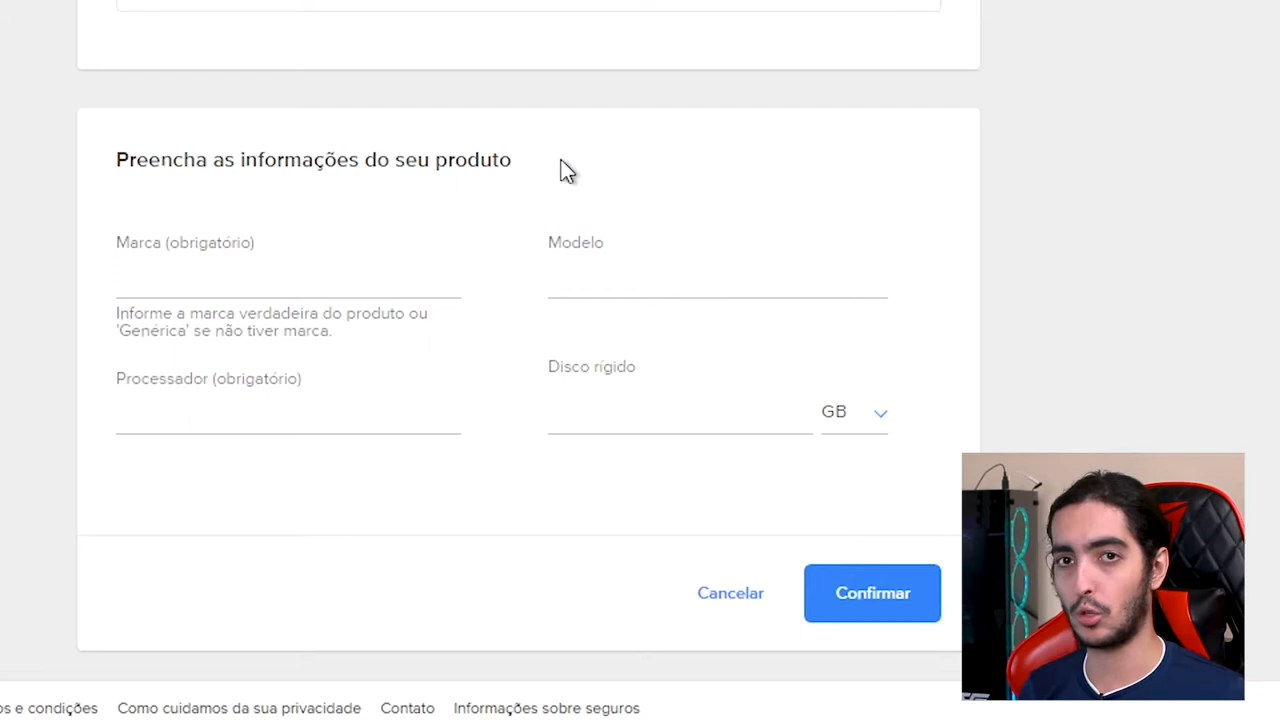 Preencha as informações do seu produto
Marca (obrigatório)
Modelo
Informe a marca verdadeira do produto ou
'Genérica' se não tiver marca.
Processador (obrigatório)
Disco rígido
GB
Cancelar
Confirmar
os e condições
Como cuidamos da sua privacidade
Contato
Informações sobre seguros